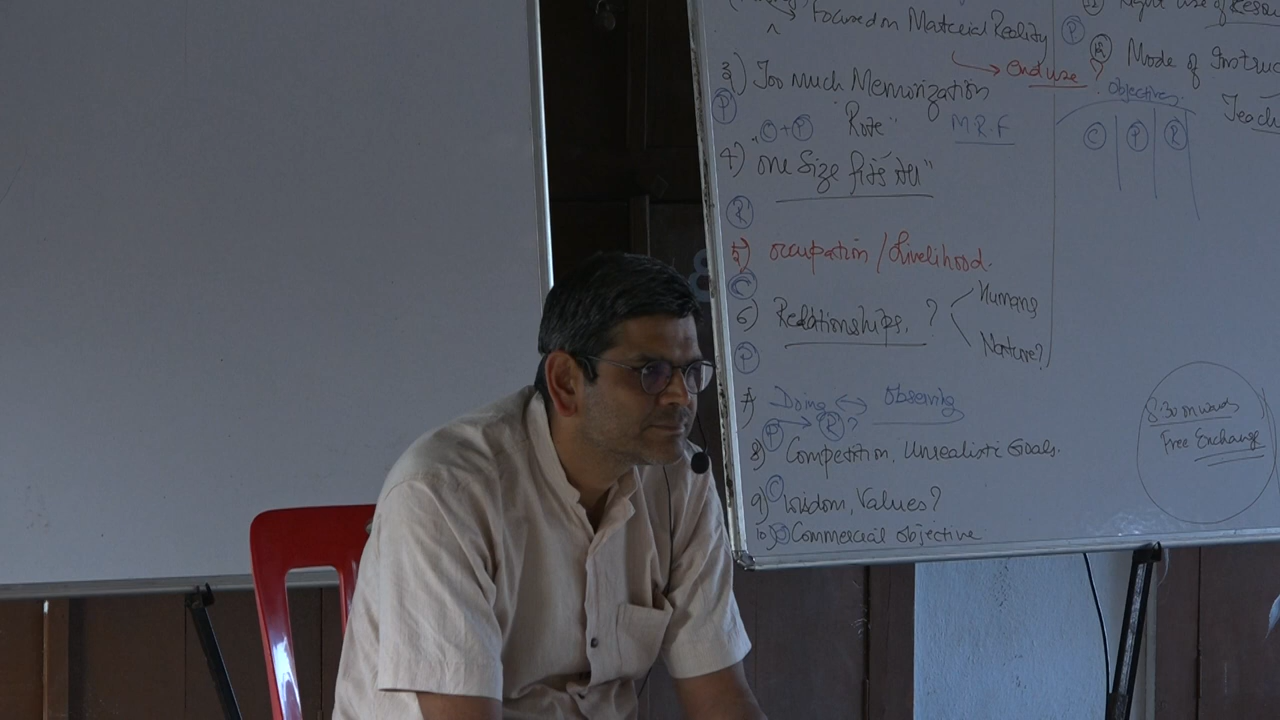 Focused on Material Reality
→ end use?
3) Too much Memorization
(P)
"Rote"
M.R.F
(C)+(P)
4) "one Size fits All"
(R)
5) Occupation / Livelihood.
(C)
6) Relationships, ? < Humans
Nature?
(P)
7) Doing ↔ Observing
(P) → (R)?
8) Competition, Unrealistic Goals.
(C)
9) Wisdom, Values?
10) Commercial objective
Right use of
(P)
(12) Mode of Instruc
Teach
Objectives.
(C) | (P) | (R)
8:30 onwards
Free Exchange